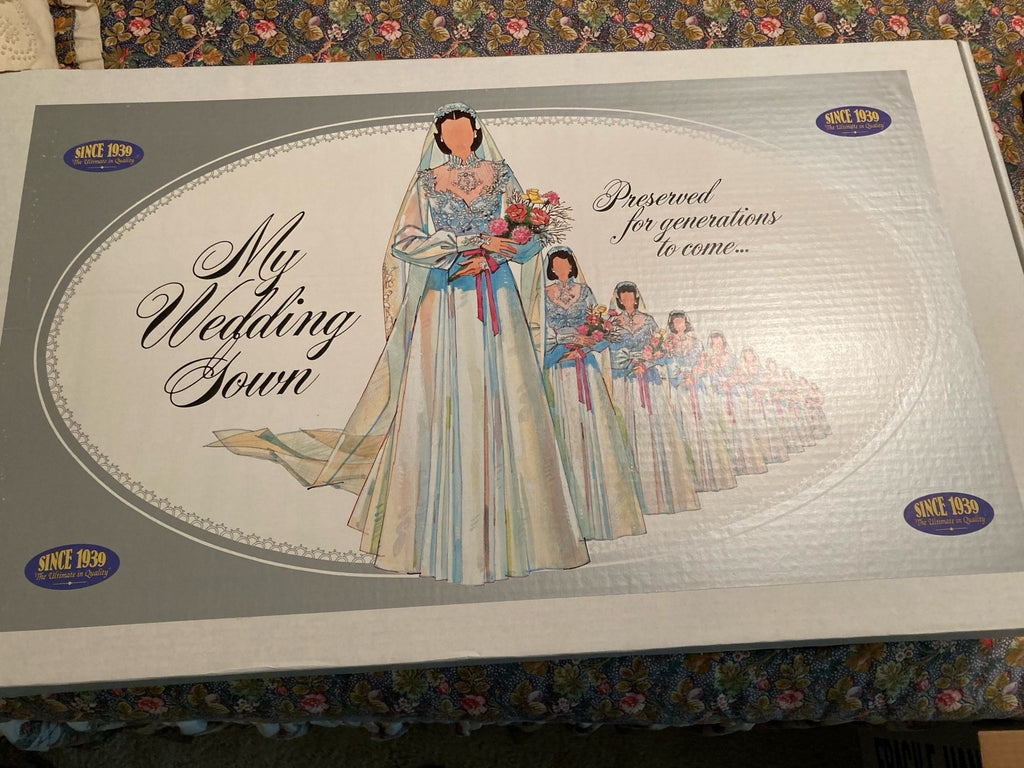 SINCE 1939
The Ultimate in Quality
SINCE 1939
The Ultimate in Quality
Preserved
for generations
to come...
My
Wedding
Gown
SINCE 1939
The Ultimate in Quality
SINCE 1939
The Ultimate in Quality